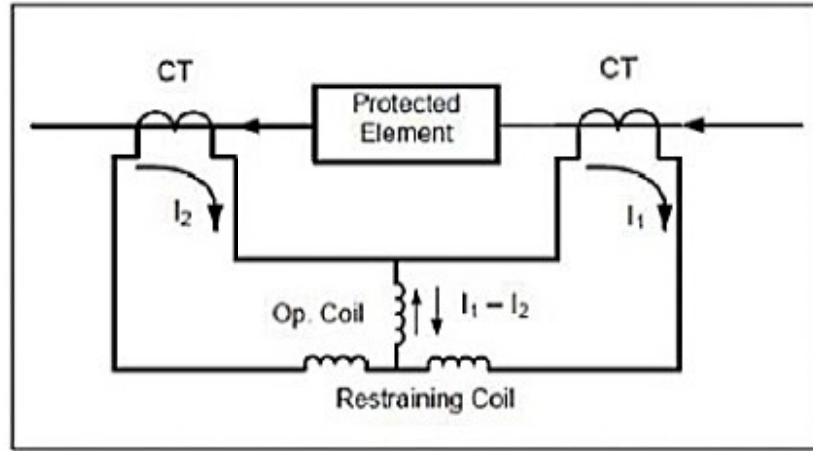 CT
CT
Protected
Element
I₂
I₁
Op. Coil
I₁ – I₂
Restraining Coil